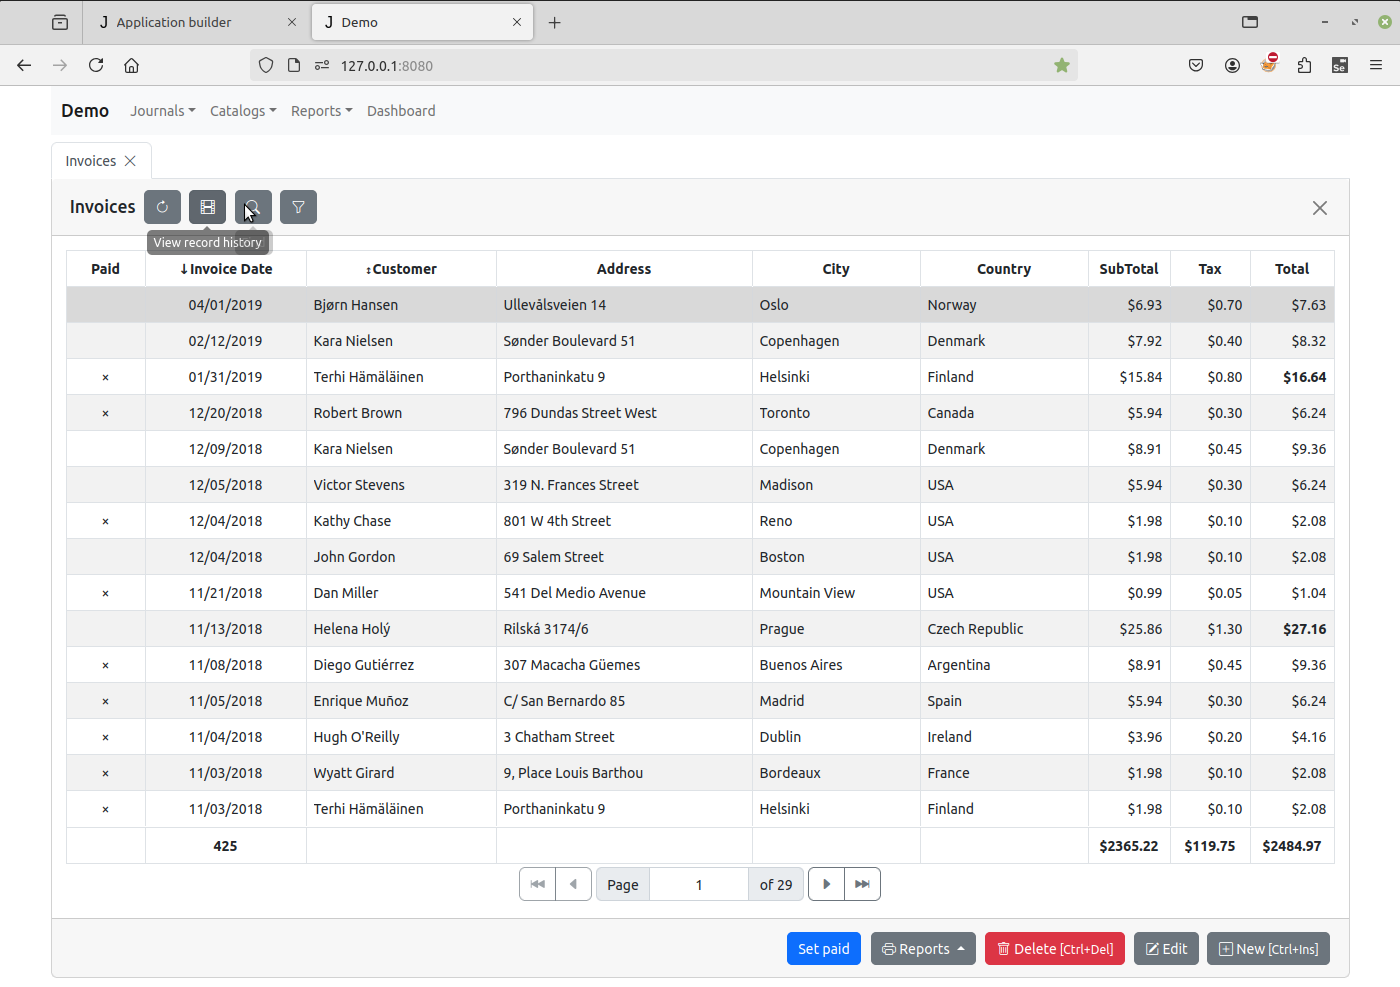 J Application builder
J Demo
127.0.0.1:8080
Se
Demo Journals Catalogs Reports Dashboard
Invoices
Invoices
View record history
Paid ↓Invoice Date ↕Customer Address City Country SubTotal Tax Total
04/01/2019 Bjørn Hansen Ullevålsveien 14 Oslo Norway $6.93 $0.70 $7.63
02/12/2019 Kara Nielsen Sønder Boulevard 51 Copenhagen Denmark $7.92 $0.40 $8.32
× 01/31/2019 Terhi Hämäläinen Porthaninkatu 9 Helsinki Finland $15.84 $0.80 $16.64
× 12/20/2018 Robert Brown 796 Dundas Street West Toronto Canada $5.94 $0.30 $6.24
12/09/2018 Kara Nielsen Sønder Boulevard 51 Copenhagen Denmark $8.91 $0.45 $9.36
12/05/2018 Victor Stevens 319 N. Frances Street Madison USA $5.94 $0.30 $6.24
× 12/04/2018 Kathy Chase 801 W 4th Street Reno USA $1.98 $0.10 $2.08
12/04/2018 John Gordon 69 Salem Street Boston USA $1.98 $0.10 $2.08
× 11/21/2018 Dan Miller 541 Del Medio Avenue Mountain View USA $0.99 $0.05 $1.04
11/13/2018 Helena Holý Rilská 3174/6 Prague Czech Republic $25.86 $1.30 $27.16
× 11/08/2018 Diego Gutiérrez 307 Macacha Güemes Buenos Aires Argentina $8.91 $0.45 $9.36
× 11/05/2018 Enrique Muñoz C/ San Bernardo 85 Madrid Spain $5.94 $0.30 $6.24
× 11/04/2018 Hugh O'Reilly 3 Chatham Street Dublin Ireland $3.96 $0.20 $4.16
× 11/03/2018 Wyatt Girard 9, Place Louis Barthou Bordeaux France $1.98 $0.10 $2.08
× 11/03/2018 Terhi Hämäläinen Porthaninkatu 9 Helsinki Finland $1.98 $0.10 $2.08
425 $2365.22 $119.75 $2484.97
Page 1 of 29
Set paid Reports Delete [Ctrl+Del] Edit New [Ctrl+Ins]